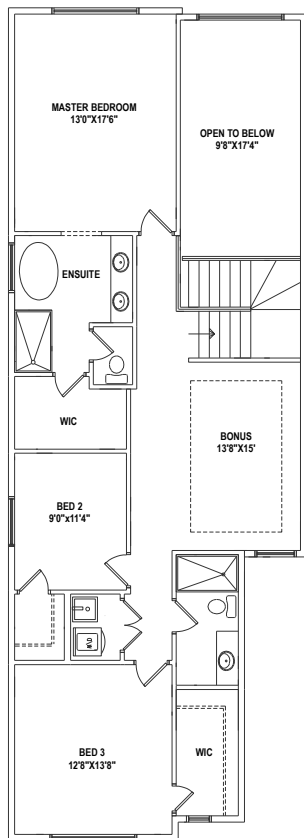 MASTER BEDROOM
13'0"X17'6"
OPEN TO BELOW
9'8"X17'4"
ENSUITE
WIC
BONUS
13'8"X15'
BED 2
9'0"x11'4"
W\D
BED 3
12'8"X13'8"
WIC